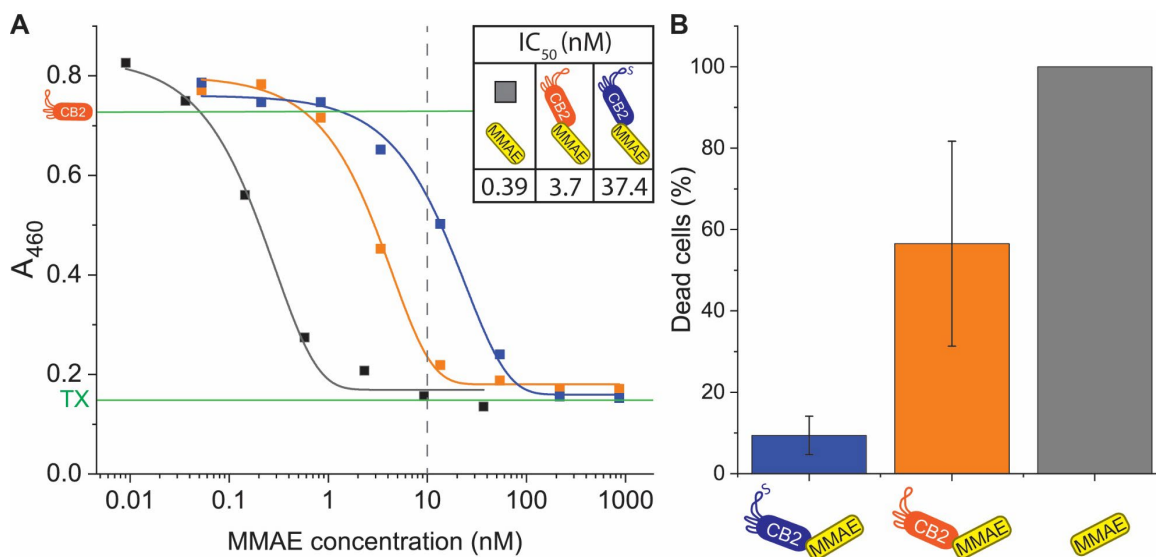 A
B
IC50 (nM)
CB2
CB2
S
MMAE
MMAE
MMAE
0.39
3.7
37.4
0.8
0.6
0.4
0.2
0.0
CB2
TX
A460
0.01
0.1
1
10
100
1000
MMAE concentration (nM)
100
80
60
40
20
0
Dead cells (%)
S
CB2
MMAE
CB2
MMAE
MMAE